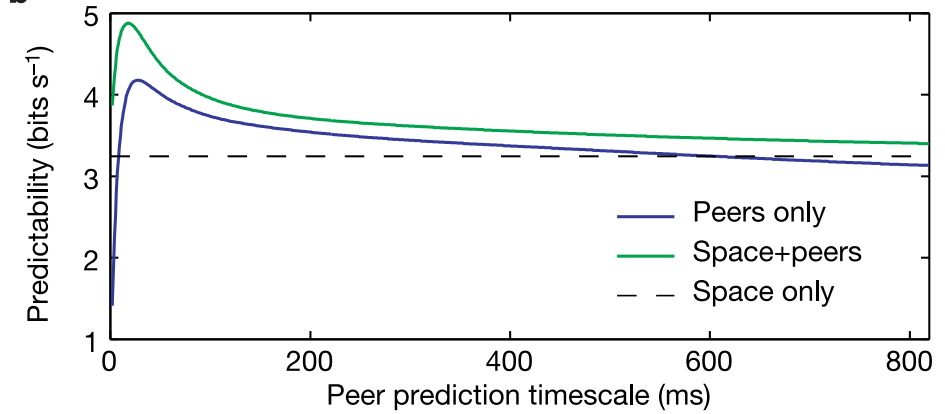 b
Predictability (bits s⁻¹)
5
4
3
2
1
Peers only
Space+peers
Space only
0
200
400
600
800
Peer prediction timescale (ms)